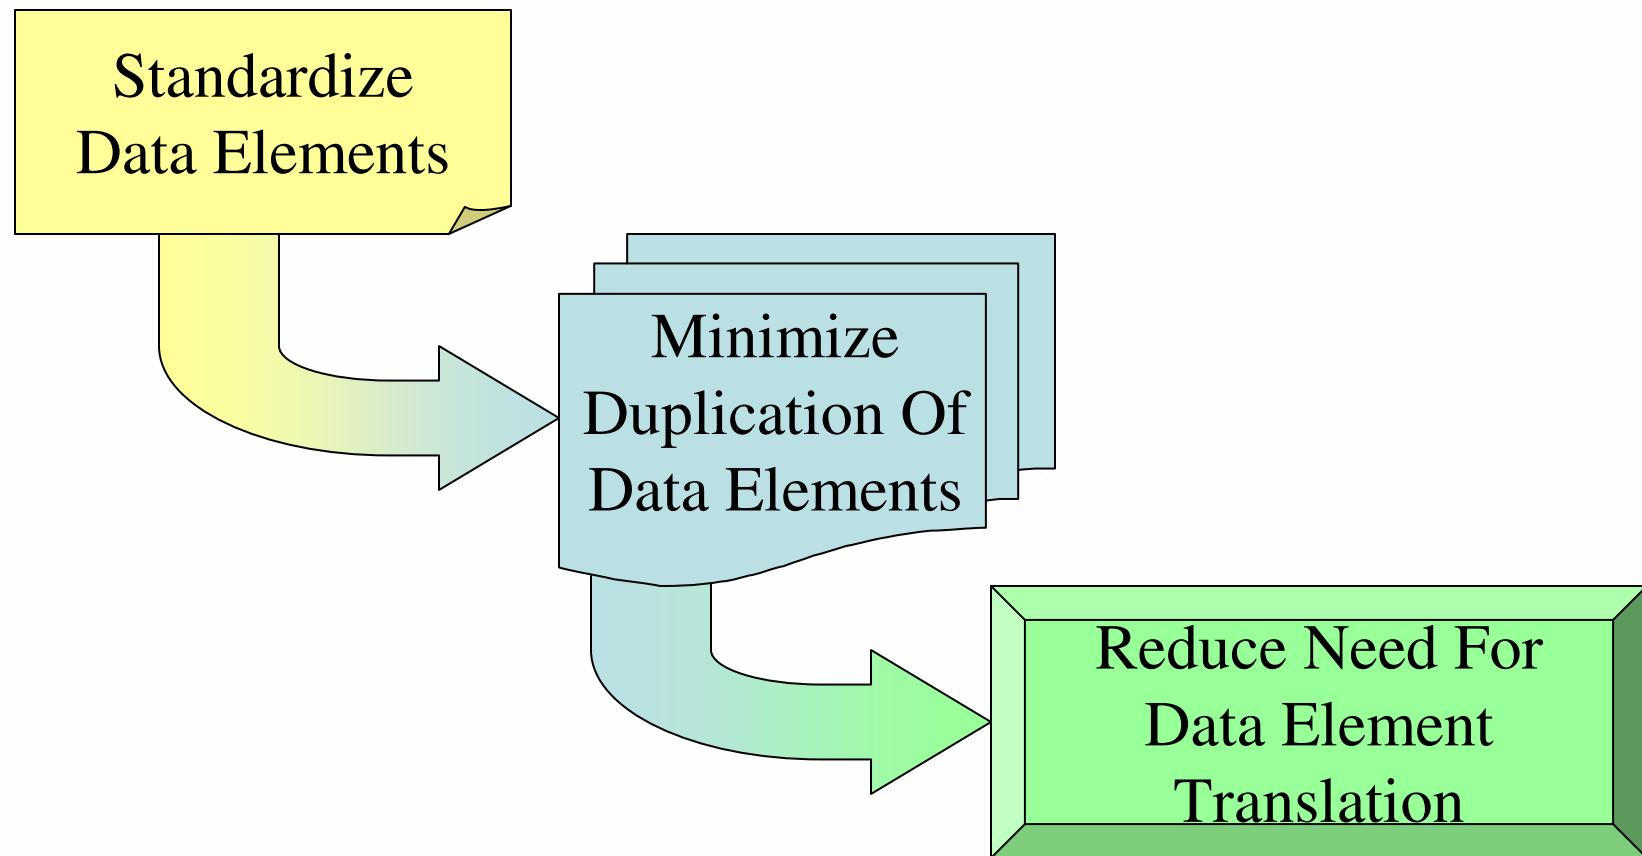 Standardize
Data Elements
Minimize
Duplication Of
Data Elements
Reduce Need For
Data Element
Translation